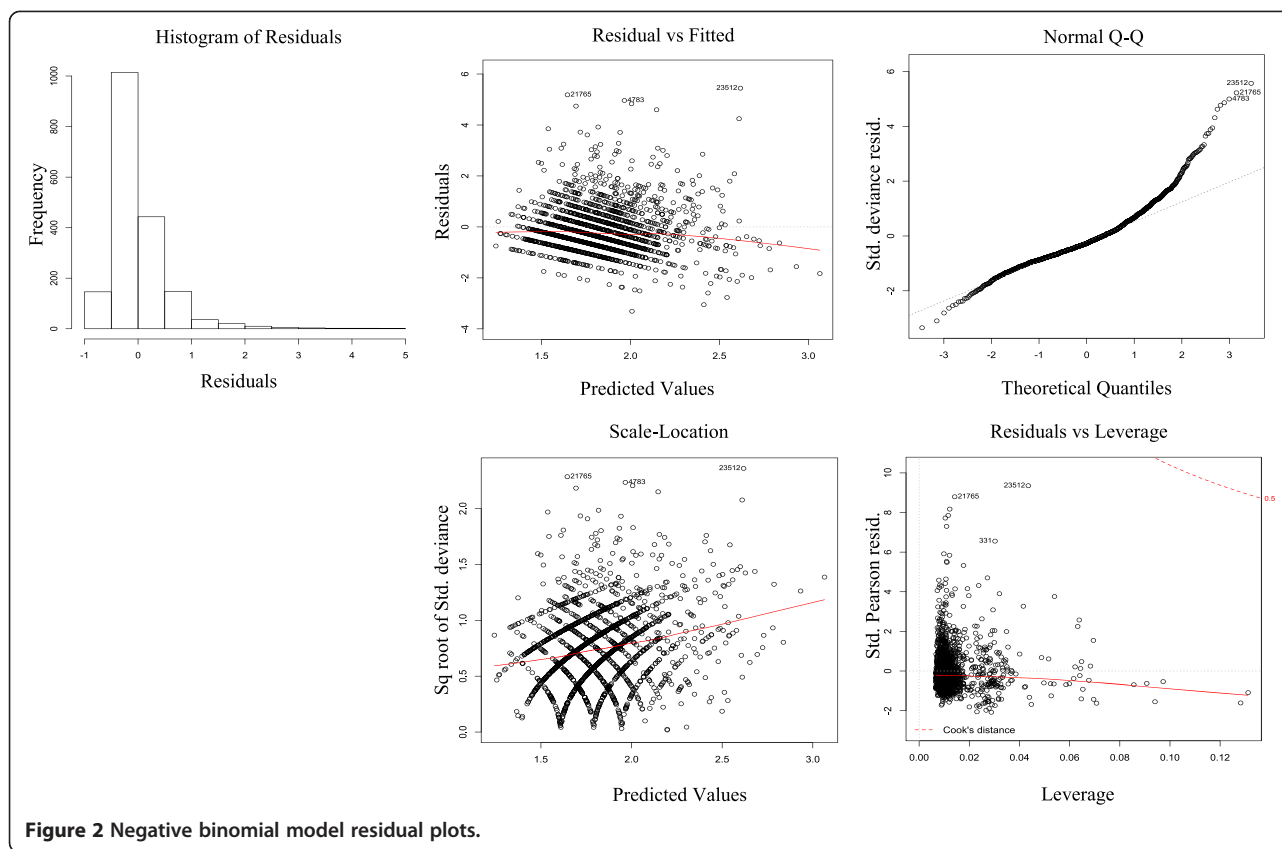 Histogram of Residuals
Frequency
1000
800
600
400
200
0
-1 0 1 2 3 4 5
Residuals
Residual vs Fitted
Residuals
6
4
2
0
-2
-4
21765
4783
23512
1.5 2.0 2.5 3.0
Predicted Values
Normal Q-Q
Std. deviance resid.
6
4
2
0
-2
23512
21765
4783
-3 -2 -1 0 1 2 3
Theoretical Quantiles
Scale-Location
Sq root of Std. deviance
2.0
1.5
1.0
0.5
0.0
21765
4783
23512
1.5 2.0 2.5 3.0
Predicted Values
Residuals vs Leverage
Std. Pearson resid.
10
8
6
4
2
0
-2
21765
23512
331
0.5
Cook's distance
0.00 0.02 0.04 0.06 0.08 0.10 0.12
Leverage
Figure 2 Negative binomial model residual plots.